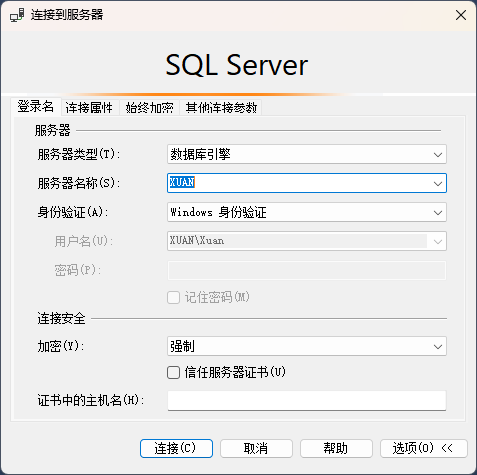 连接到服务器
SQL Server
登录名 连接属性 始终加密 其他连接参数
服务器
服务器类型(T): 数据库引擎
服务器名称(S): XUAN
身份验证(A): Windows 身份验证
用户名(U): XUAN\Xuan
密码(P):
记住密码(M)
连接安全
加密(Y): 强制
信任服务器证书(U)
证书中的主机名(H):
连接(C) 取消 帮助 选项(O) <<